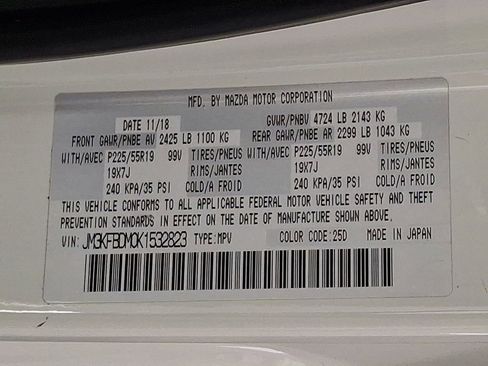 MFD. BY MAZDA MOTOR CORPORATION
DATE 11/18 GVWR/PNBV 4724 LB 2143 KG
FRONT GAWR/PNBE AV 2425 LB 1100 KG REAR GAWR/PNBE AR 2299 LB 1043 KG
WITH/AVEC P225/55R19 99V TIRES/PNEUS WITH/AVEC P225/55R19 99V TIRES/PNEUS
19X7J RIMS/JANTES 19X7J RIMS/JANTES
240 KPA/35 PSI COLD/A FROID 240 KPA/35 PSI COLD/A FROID
THIS VEHICLE CONFORMS TO ALL APPLICABLE FEDERAL MOTOR VEHICLE SAFETY AND THEFT
PREVENTION STANDARDS IN EFFECT ON THE DATE OF MANUFACTURE SHOWN ABOVE.
VIN: JM3KFBDM0K1532823 TYPE:MPV COLOR CODE:25D MADE IN JAPAN